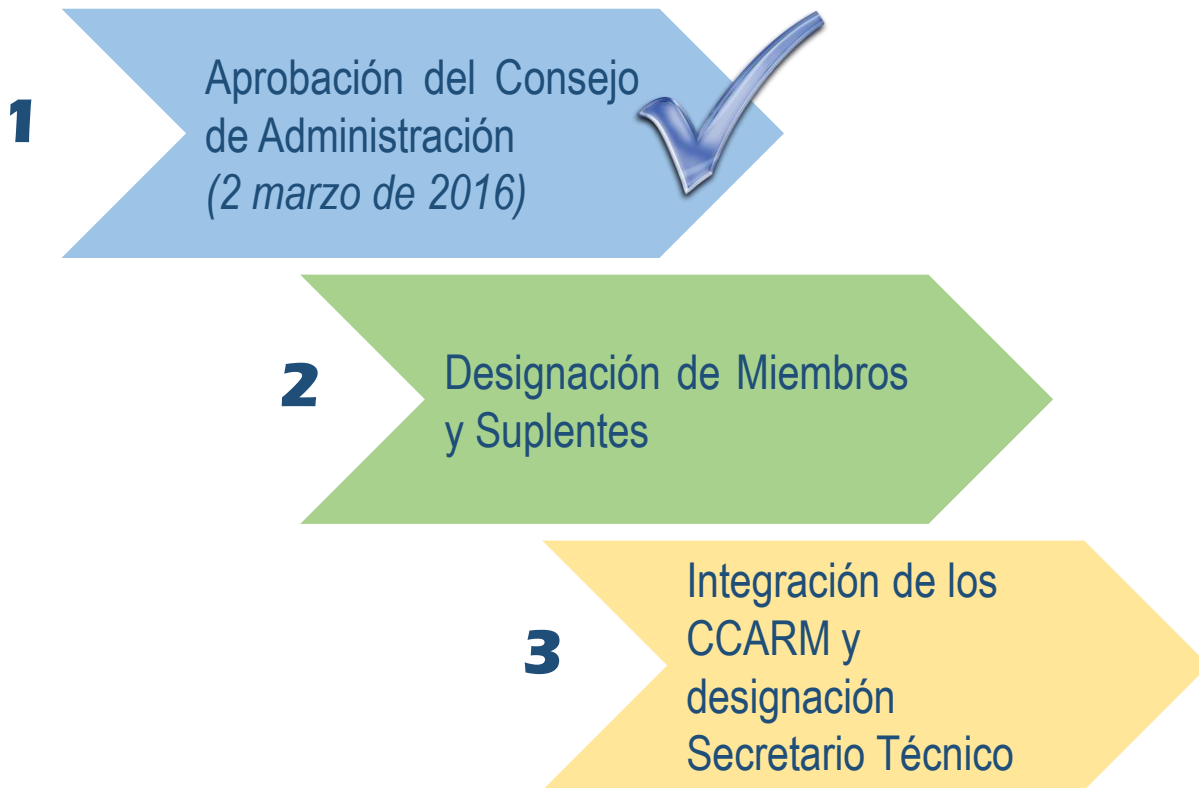 1
Aprobación del Consejo
de Administración
(2 marzo de 2016)
2
Designación de Miembros
y Suplentes
3
Integración de los
CCARM y
designación
Secretario Técnico